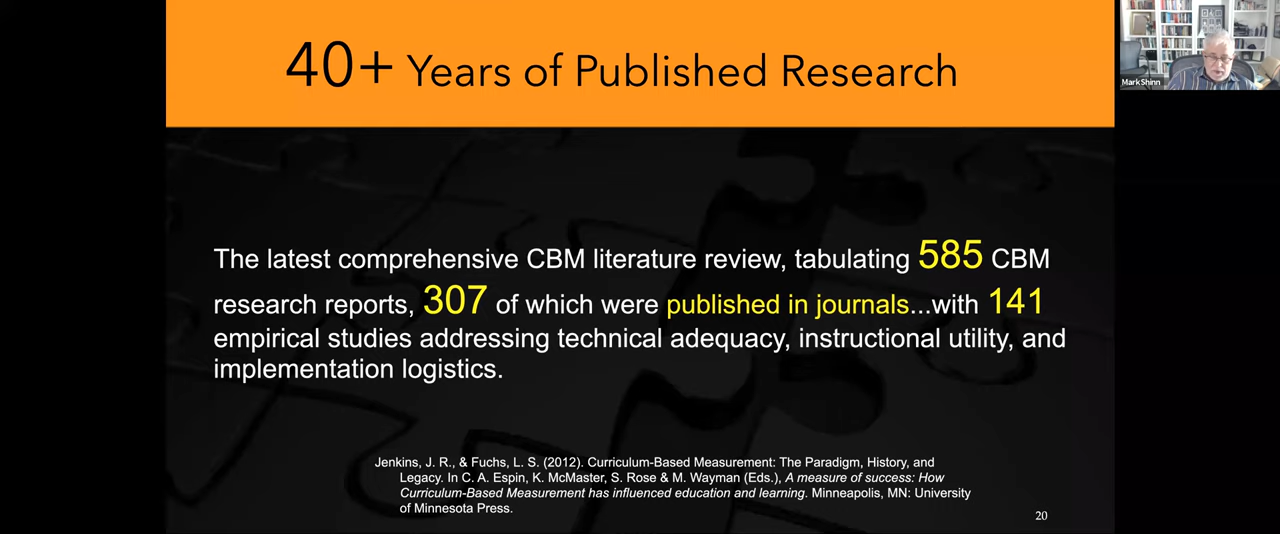 40+ Years of Published Research
MarkShinn
The latest comprehensive CBM literature review, tabulating 585 CBM
research reports, 307 of which were published in journals...with 141
empirical studies addressing technical adequacy, instructional utility, and
implementation logistics.
Jenkins, J. R., & Fuchs, L. S. (2012). Curriculum-Based Measurement: The Paradigm, History, and
Legacy. In C. A. Espin, K. McMaster, S. Rose & M. Wayman (Eds.), A measure of success: How
Curriculum-Based Measurement has influenced education and learning. Minneapolis, MN: University
of Minnesota Press.
20